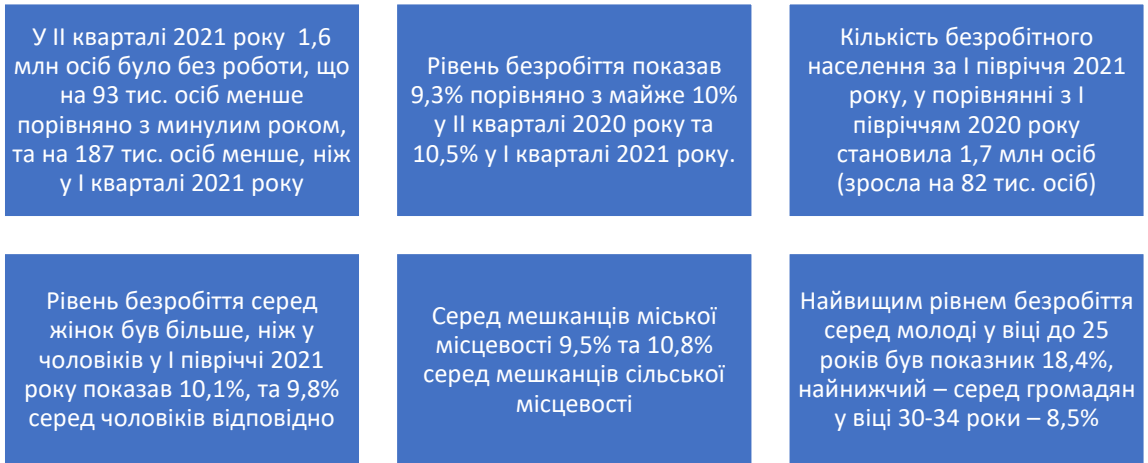 У ІІ кварталі 2021 року 1,6
млн осіб було без роботи, що
на 93 тис. осіб менше
порівняно з минулим роком,
та на 187 тис. осіб менше, ніж
у І кварталі 2021 року
Рівень безробіття показав
9,3% порівняно з майже 10%
у ІІ кварталі 2020 року та
10,5% у І кварталі 2021 року.
Кількість безробітного
населення за І півріччя 2021
року, у порівнянні з І
півріччям 2020 року
становила 1,7 млн осіб
(зросла на 82 тис. осіб)
Рівень безробіття серед
жінок був більше, ніж у
чоловіків у І півріччі 2021
року показав 10,1%, та 9,8%
серед чоловіків відповідно
Серед мешканців міської
місцевості 9,5% та 10,8%
серед мешканців сільської
місцевості
Найвищим рівнем безробіття
серед молоді у віці до 25
років був показник 18,4%,
найнижчий – серед громадян
у віці 30-34 роки – 8,5%